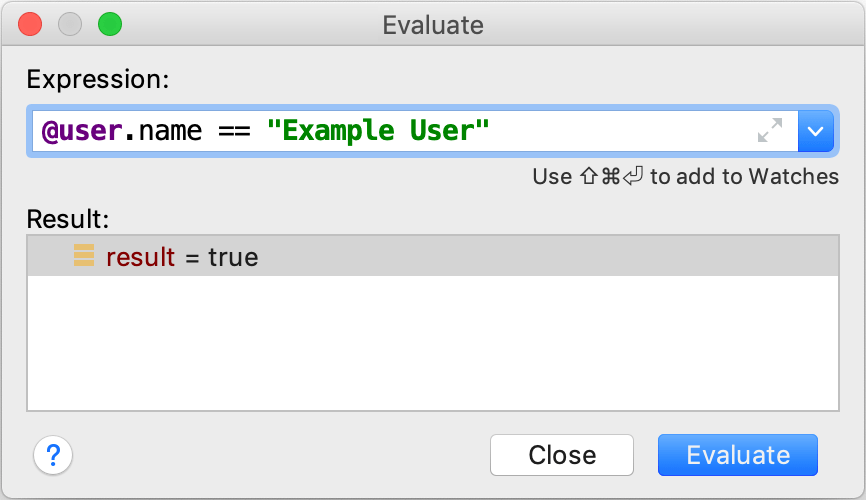 Evaluate
Expression:
@user.name == "Example User"
Use ⇧⌘⏎ to add to Watches
Result:
result = true
? Close Evaluate